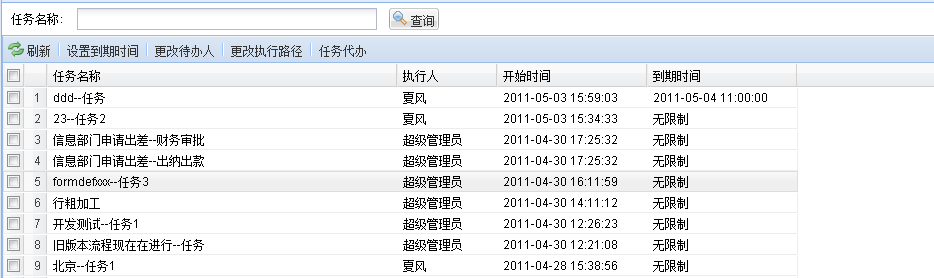 任务名称: 查询
刷新 设置到期时间 更改待办人 更改执行路径 任务代办
任务名称 执行人 开始时间 到期时间
1 ddd--任务 夏风 2011-05-03 15:59:03 2011-05-04 11:00:00
2 23--任务2 夏风 2011-05-03 15:34:33 无限制
3 信息部门申请出差--财务审批 超级管理员 2011-04-30 17:25:32 无限制
4 信息部门申请出差--出纳出款 超级管理员 2011-04-30 17:25:32 无限制
5 formdefxxx--任务3 超级管理员 2011-04-30 16:11:59 无限制
6 行粗加工 超级管理员 2011-04-30 14:11:12 无限制
7 开发测试--任务1 超级管理员 2011-04-30 12:26:23 无限制
8 旧版本流程现在在进行--任务 超级管理员 2011-04-30 12:21:08 无限制
9 北京--任务1 夏风 2011-04-28 15:38:56 无限制